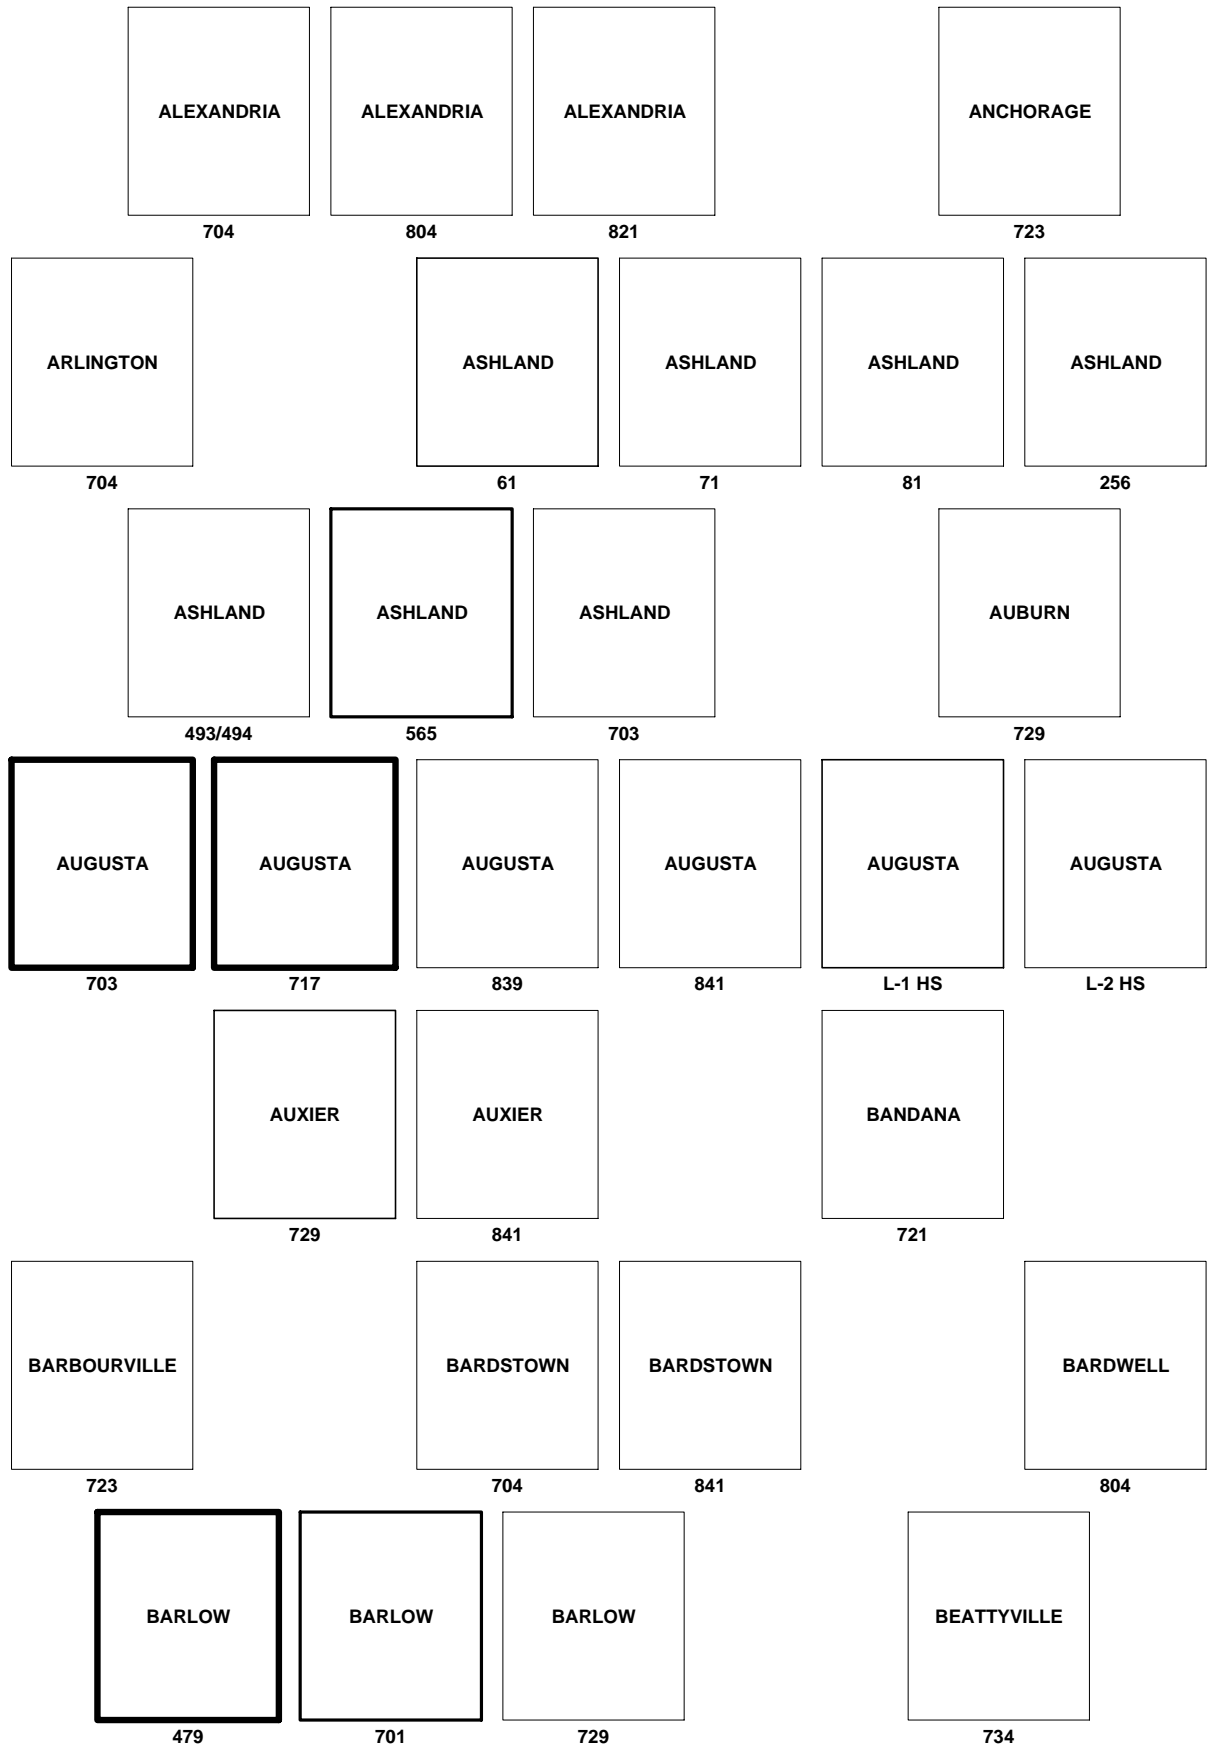 ALEXANDRIA ALEXANDRIA ALEXANDRIA ANCHORAGE
704 804 821 723
ARLINGTON ASHLAND ASHLAND ASHLAND ASHLAND
704 61 71 81 256
ASHLAND ASHLAND ASHLAND AUBURN
493/494 565 703 729
AUGUSTA AUGUSTA AUGUSTA AUGUSTA AUGUSTA AUGUSTA
703 717 839 841 L-1 HS L-2 HS
AUXIER AUXIER BANDANA
729 841 721
BARBOURVILLE BARDSTOWN BARDSTOWN BARDWELL
723 704 841 804
BARLOW BARLOW BARLOW BEATTYVILLE
479 701 729 734